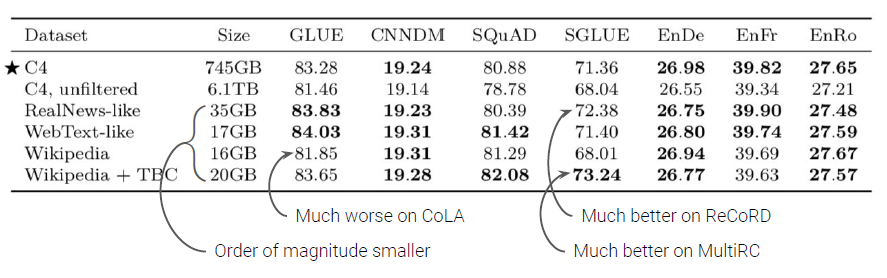 Dataset Size GLUE CNNDM SQuAD SGLUE EnDe EnFr EnRo
★ C4 745GB 83.28 19.24 80.88 71.36 26.98 39.82 27.65
C4, unfiltered 6.1TB 81.46 19.14 78.78 68.04 26.55 39.34 27.21
RealNews-like 35GB 83.83 19.23 80.39 72.38 26.75 39.90 27.48
WebText-like 17GB 84.03 19.31 81.42 71.40 26.80 39.74 27.59
Wikipedia 16GB 81.85 19.31 81.29 68.01 26.94 39.69 27.67
Wikipedia + TBC 20GB 83.65 19.28 82.08 73.24 26.77 39.63 27.57
Much worse on CoLA Much better on ReCoRD
Order of magnitude smaller Much better on MultiRC